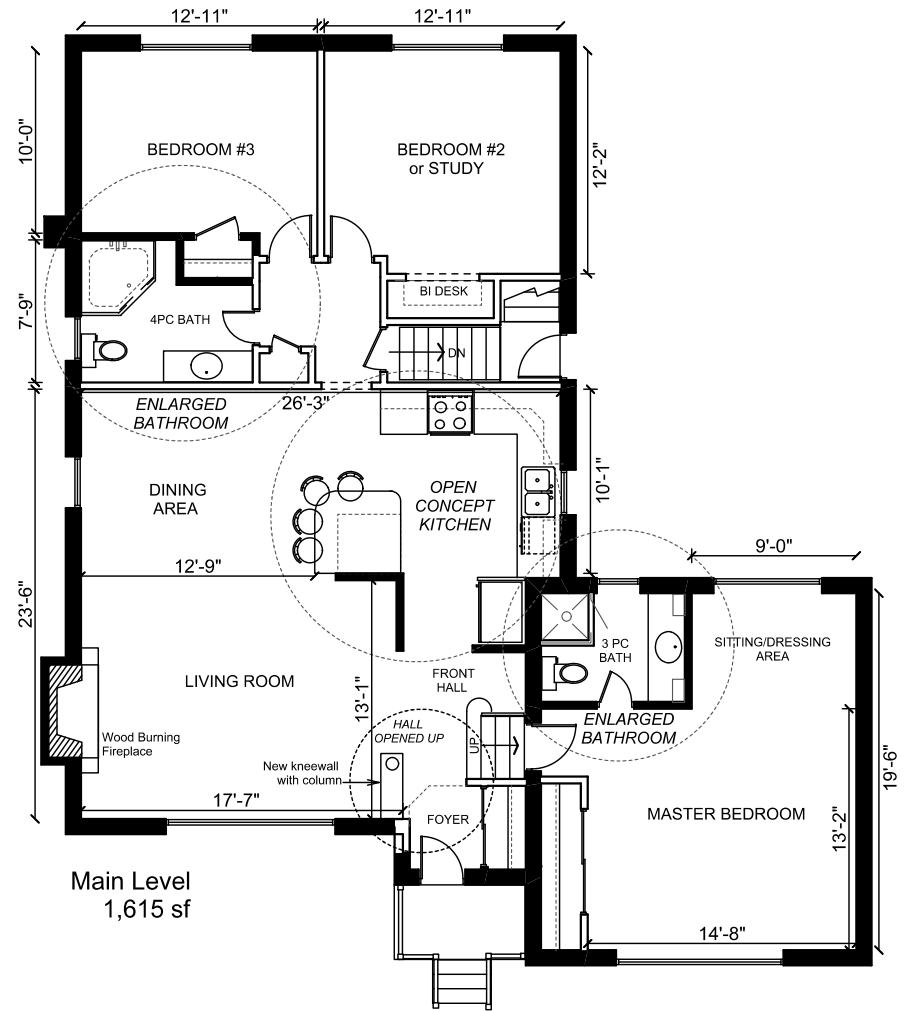 12'-11"
12'-11"
10'-0"
BEDROOM #3
BEDROOM #2
or STUDY
12'-2"
7'-9"
4PC BATH
BI DESK
DN
ENLARGED
BATHROOM
26'-3"
DINING
AREA
OPEN
CONCEPT
KITCHEN
10'-1"
9'-0"
12'-9"
23'-6"
3 PC
BATH
SITTING/DRESSING
AREA
LIVING ROOM
13'-1"
FRONT
HALL
HALL
OPENED UP
UP
ENLARGED
BATHROOM
Wood Burning
Fireplace
New kneewall
with column
19'-6"
17'-7"
FOYER
MASTER BEDROOM
13'-2"
Main Level
1,615 sf
14'-8"